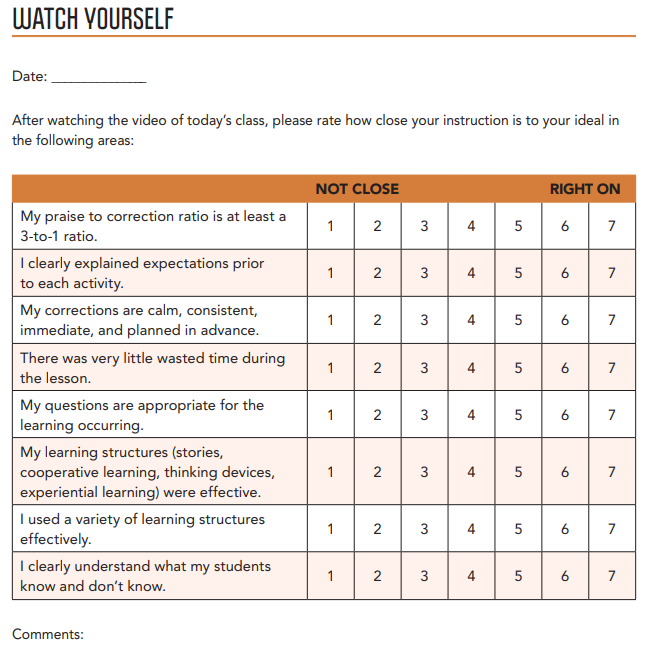 WATCH YOURSELF
Date: _______________
After watching the video of today's class, please rate how close your instruction is to your ideal in
the following areas:
NOT CLOSE RIGHT ON
My praise to correction ratio is at least a
3-to-1 ratio.
1 2 3 4 5 6 7
I clearly explained expectations prior
to each activity.
1 2 3 4 5 6 7
My corrections are calm, consistent,
immediate, and planned in advance.
1 2 3 4 5 6 7
There was very little wasted time during
the lesson.
1 2 3 4 5 6 7
My questions are appropriate for the
learning occurring.
1 2 3 4 5 6 7
My learning structures (stories,
cooperative learning, thinking devices,
experiential learning) were effective.
1 2 3 4 5 6 7
I used a variety of learning structures
effectively.
1 2 3 4 5 6 7
I clearly understand what my students
know and don't know.
1 2 3 4 5 6 7
Comments: